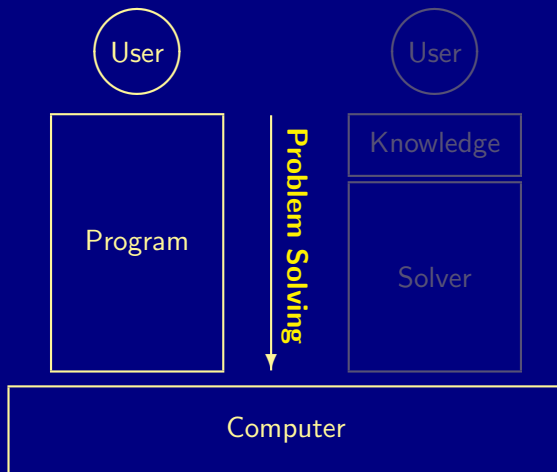 User
User
Knowledge
Program
Problem Solving
Solver
Computer